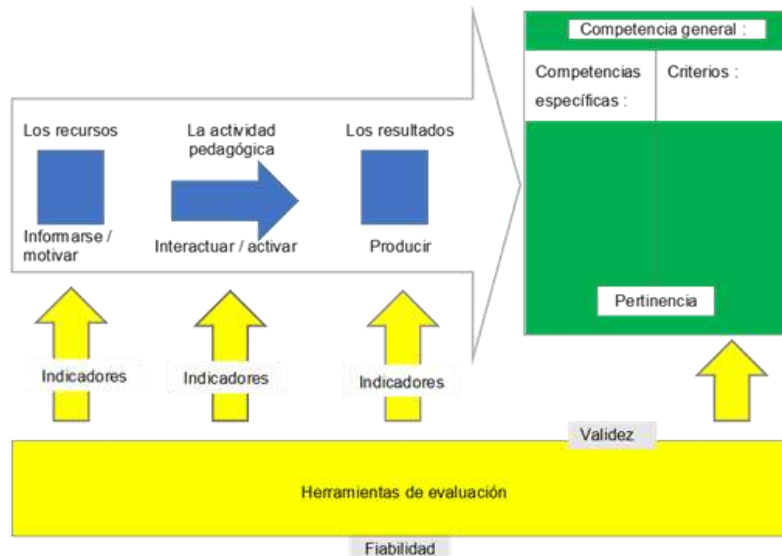 Competencia general :
Competencias
específicas :
Criterios :
Los recursos
La actividad
pedagógica
Los resultados
Informarse /
motivar
Interactuar / activar
Producir
Pertinencia
Indicadores
Indicadores
Indicadores
Validez
Herramientas de evaluación
Fiabilidad